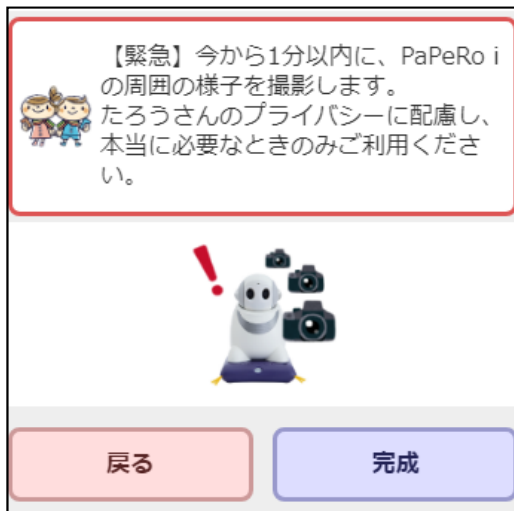 【緊急】今から1分以内に、PaPeRo i
の周囲の様子を撮影します。
たろうさんのプライバシーに配慮し、
本当に必要なときのみご利用くださ
い。
戻る
完成